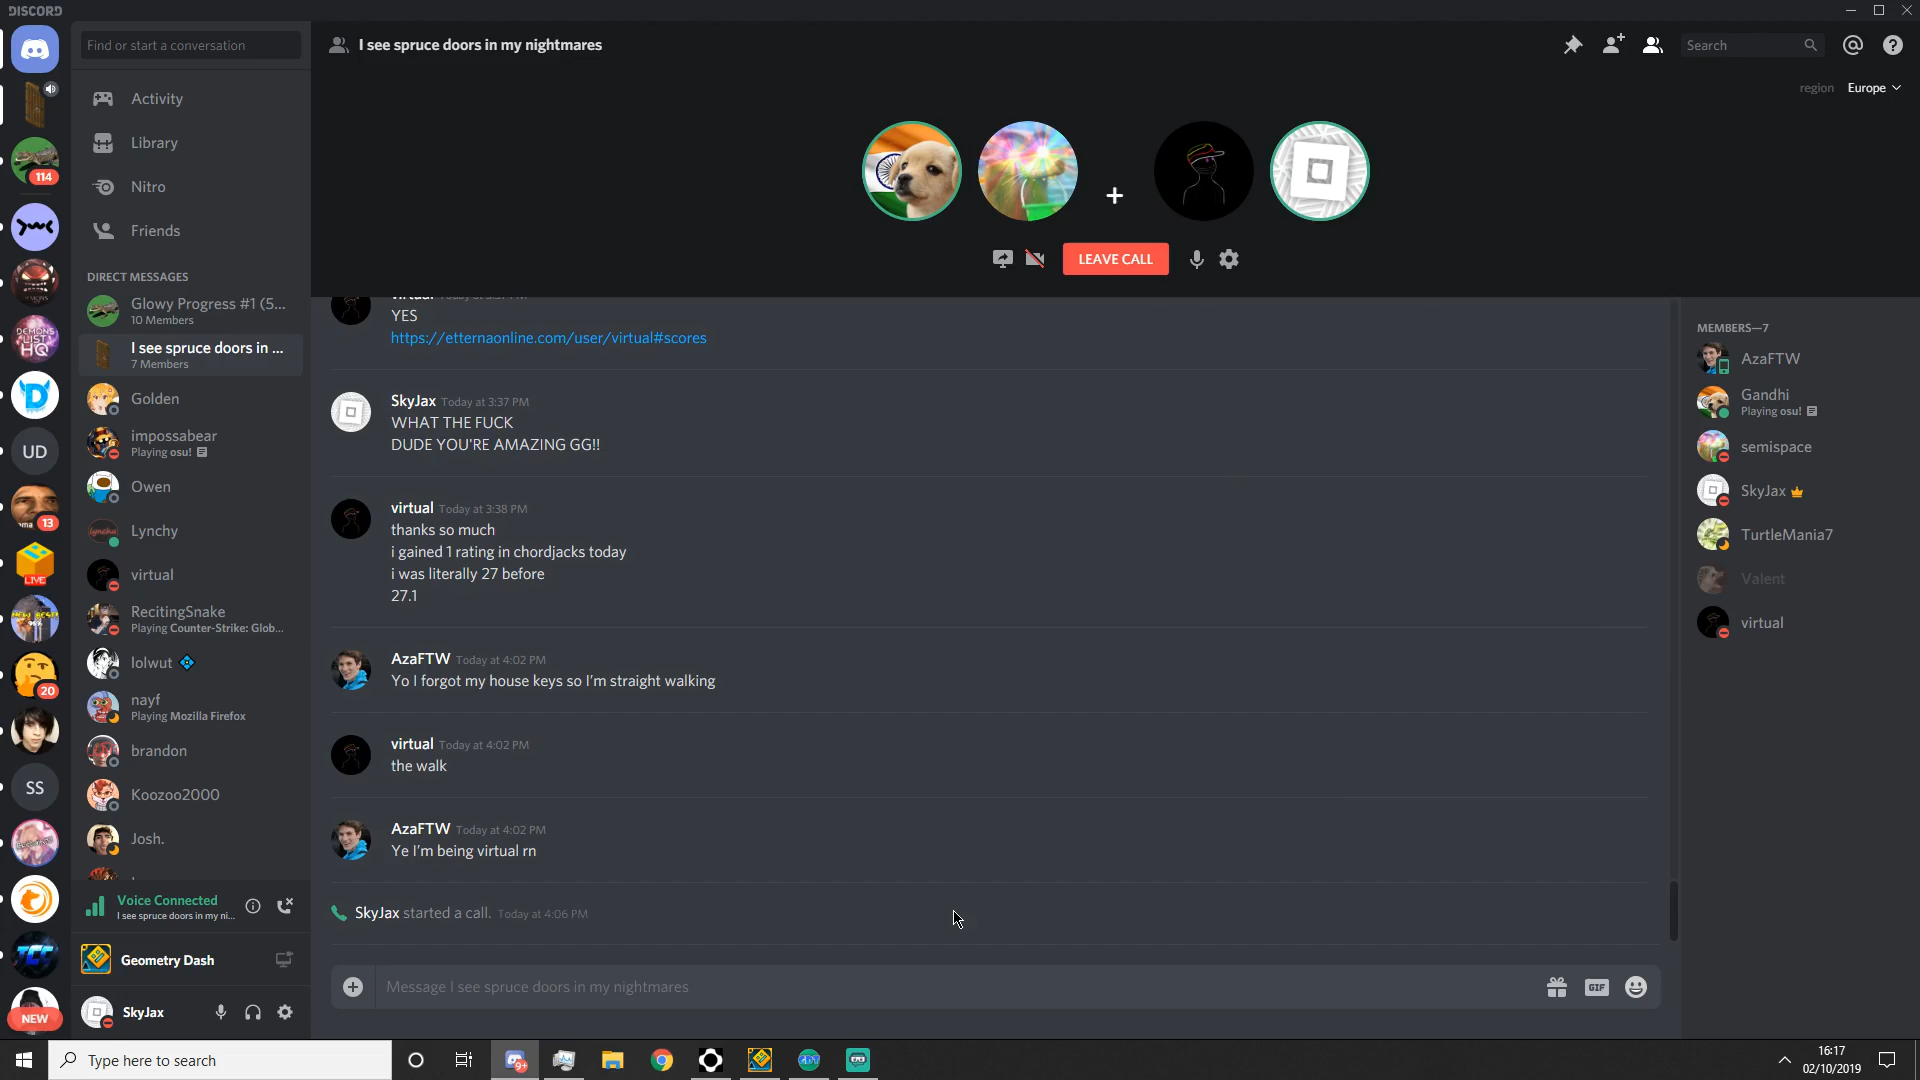 DISCORD
Find or start a conversation
I see spruce doors in my nightmares
Search
region Europe
Activity
Library
Nitro
Friends
DIRECT MESSAGES
Glowy Progress #1 (5...
10 Members
I see spruce doors in ...
7 Members
Golden
impossabear
Playing osu!
Owen
Lynchy
virtual
RecitingSnake
Playing Counter-Strike: Glob...
lolwut
nayf
Playing Mozilla Firefox
brandon
Koozoo2000
Josh.
Voice Connected
I see spruce doors in my ni...
Geometry Dash
SkyJax
114
DEMONS
LIST
HQ
UD
13
LIVE
20
SS
TCC
NEW
LEAVE CALL
virtual
YES
https://etternaonline.com/user/virtual#scores
SkyJax Today at 3:37 PM
WHAT THE FUCK
DUDE YOU'RE AMAZING GG!!
virtual Today at 3:38 PM
thanks so much
i gained 1 rating in chordjacks today
i was literally 27 before
27.1
AzaFTW Today at 4:02 PM
Yo I forgot my house keys so I'm straight walking
virtual Today at 4:02 PM
the walk
AzaFTW Today at 4:02 PM
Ye I'm being virtual rn
SkyJax started a call. Today at 4:06 PM
Message I see spruce doors in my nightmares
GIF
MEMBERS—7
AzaFTW
Gandhi
Playing osu!
semispace
SkyJax
TurtleMania7
Valent
virtual
Type here to search
9+
16:17
02/10/2019